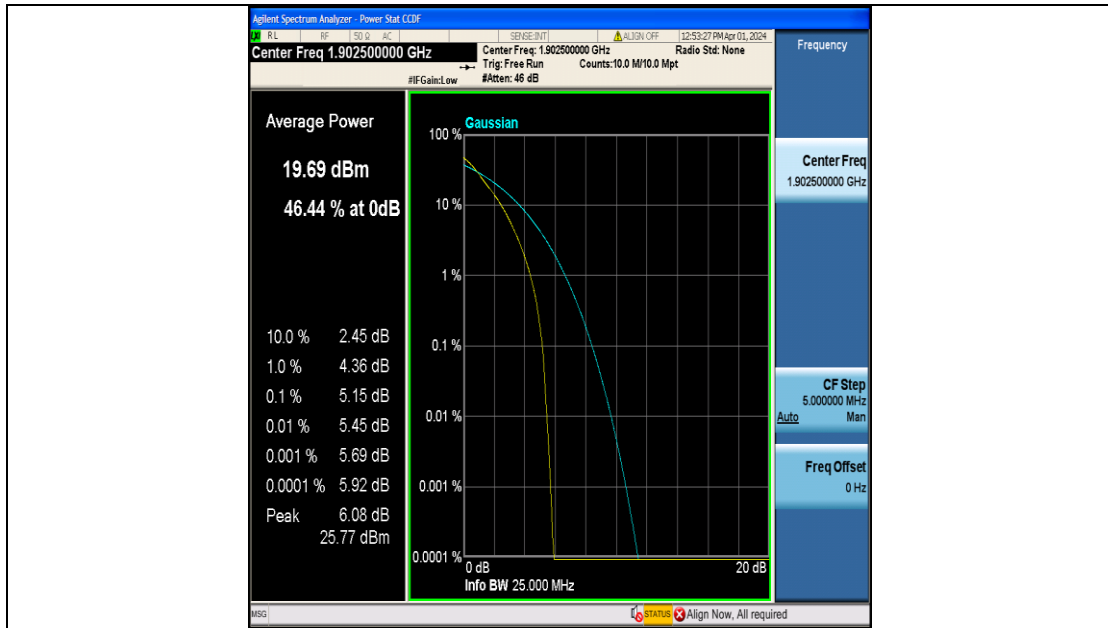 Agilent Spectrum Analyzer - Power Stat CCDF
RL RF 50 Ω AC SENSE:INT ALIGN OFF 12:53:27 PM Apr 01, 2024
Center Freq 1.902500000 GHz
Center Freq: 1.902500000 GHz Radio Std: None
Trig: Free Run Counts:10.0 M/10.0 Mpt
#IFGain:Low #Atten: 46 dB
Frequency
Average Power
19.69 dBm
46.44 % at 0dB
10.0 % 2.45 dB
1.0 % 4.36 dB
0.1 % 5.15 dB
0.01 % 5.45 dB
0.001 % 5.69 dB
0.0001 % 5.92 dB
Peak 6.08 dB
25.77 dBm
Gaussian
100 %
10 %
1 %
0.1 %
0.01 %
0.001 %
0.0001 %
0 dB 20 dB
Info BW 25.000 MHz
Center Freq
1.902500000 GHz
CF Step
5.000000 MHz
Auto Man
Freq Offset
0 Hz
MSG STATUS Align Now, All required